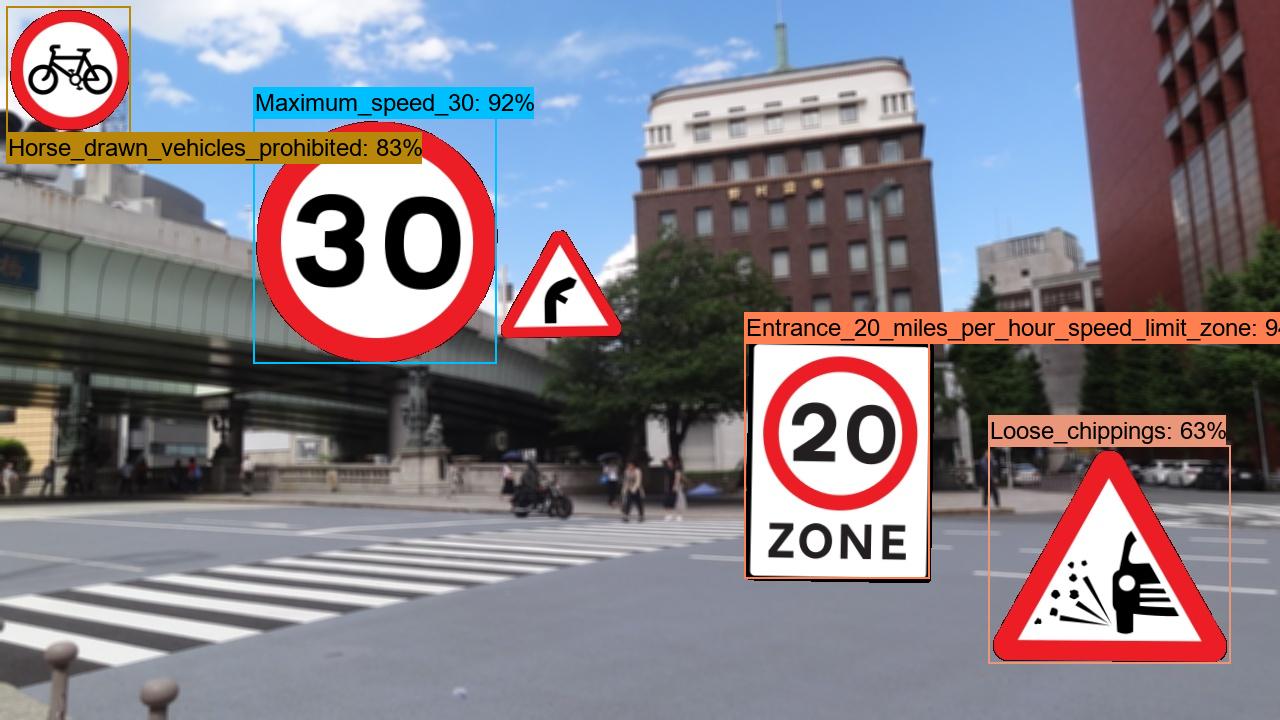 Maximum_speed_30: 92%
Horse_drawn_vehicles_prohibited: 83%
30
Entrance_20_miles_per_hour_speed_limit_zone: 9
20
ZONE
Loose_chippings: 63%